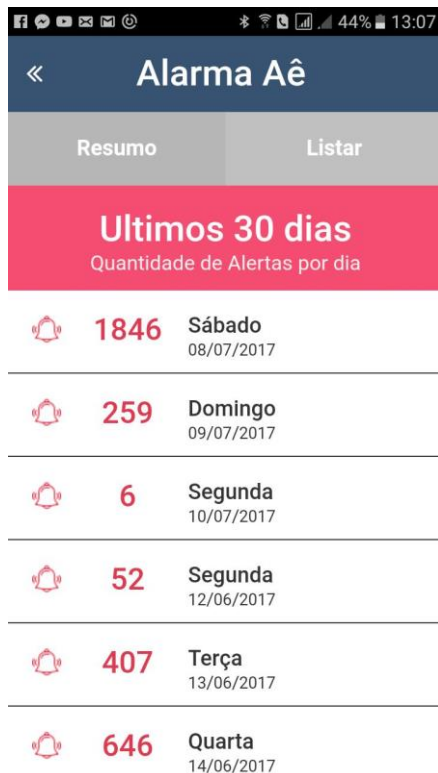 44% 13:07
Alarma Aê
Resumo Listar
Ultimos 30 dias
Quantidade de Alertas por dia
1846 Sábado
08/07/2017
259 Domingo
09/07/2017
6 Segunda
10/07/2017
52 Segunda
12/06/2017
407 Terça
13/06/2017
646 Quarta
14/06/2017